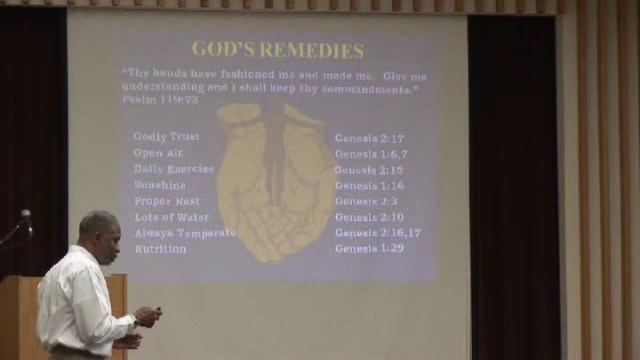 GOD'S REMEDIES
"Thy hands have fashioned me and made me. Give me
understanding and I shall keep thy commandments."
Psalm 119:73
Godly Trust Genesis 2:17
Open Air Genesis 1:6,7
Daily Exercise Genesis 2:15
Sunshine Genesis 1:16
Proper Rest Genesis 2:3
Lots of Water Genesis 2:10
Always Temperate Genesis 2:16,17
Nutrition Genesis 1:29